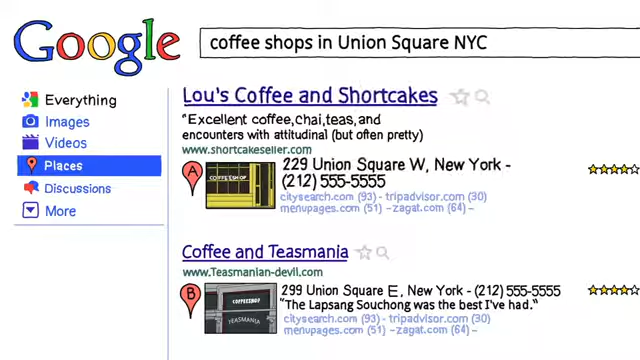 Google
coffee shops in Union Square NYC
Everything
Images
Videos
Places
Discussions
More
Lou's Coffee and Shortcakes
"Excellent coffee, chai, teas, and
encounters with attitudinal (but often pretty)
www.shortcakeseller.com
A
COFFEE SHOP
229 Union Square W, New York -
(212) 555-5555
citysearch.com (93) - tripadvisor.com (30)
menupages.com (51) - zagat.com (64) -
Coffee and Teasmania
www.Teasmanian-devil.com
B
COFFEESHOP
TEASMANIA
299 Union Square E, New York - (212) 555-5555
"The Lapsang Souchong was the best I've had."
citysearch.com (93) - tripadvisor.com (30)
menupages.com (51) - zagat.com (64) -